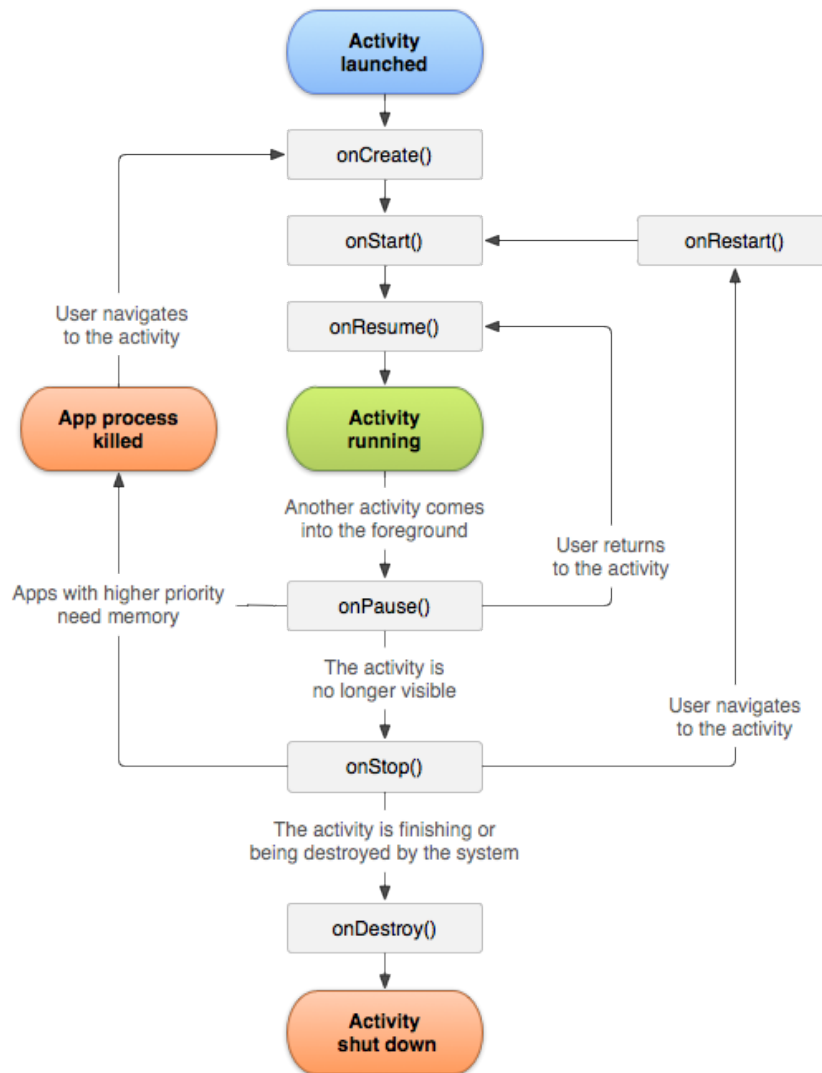 Activity
launched
onCreate()
onStart()
onRestart()
User navigates
to the activity
onResume()
App process
killed
Activity
running
Another activity comes
into the foreground
User returns
to the activity
Apps with higher priority
need memory
onPause()
The activity is
no longer visible
User navigates
to the activity
onStop()
The activity is finishing or
being destroyed by the system
onDestroy()
Activity
shut down